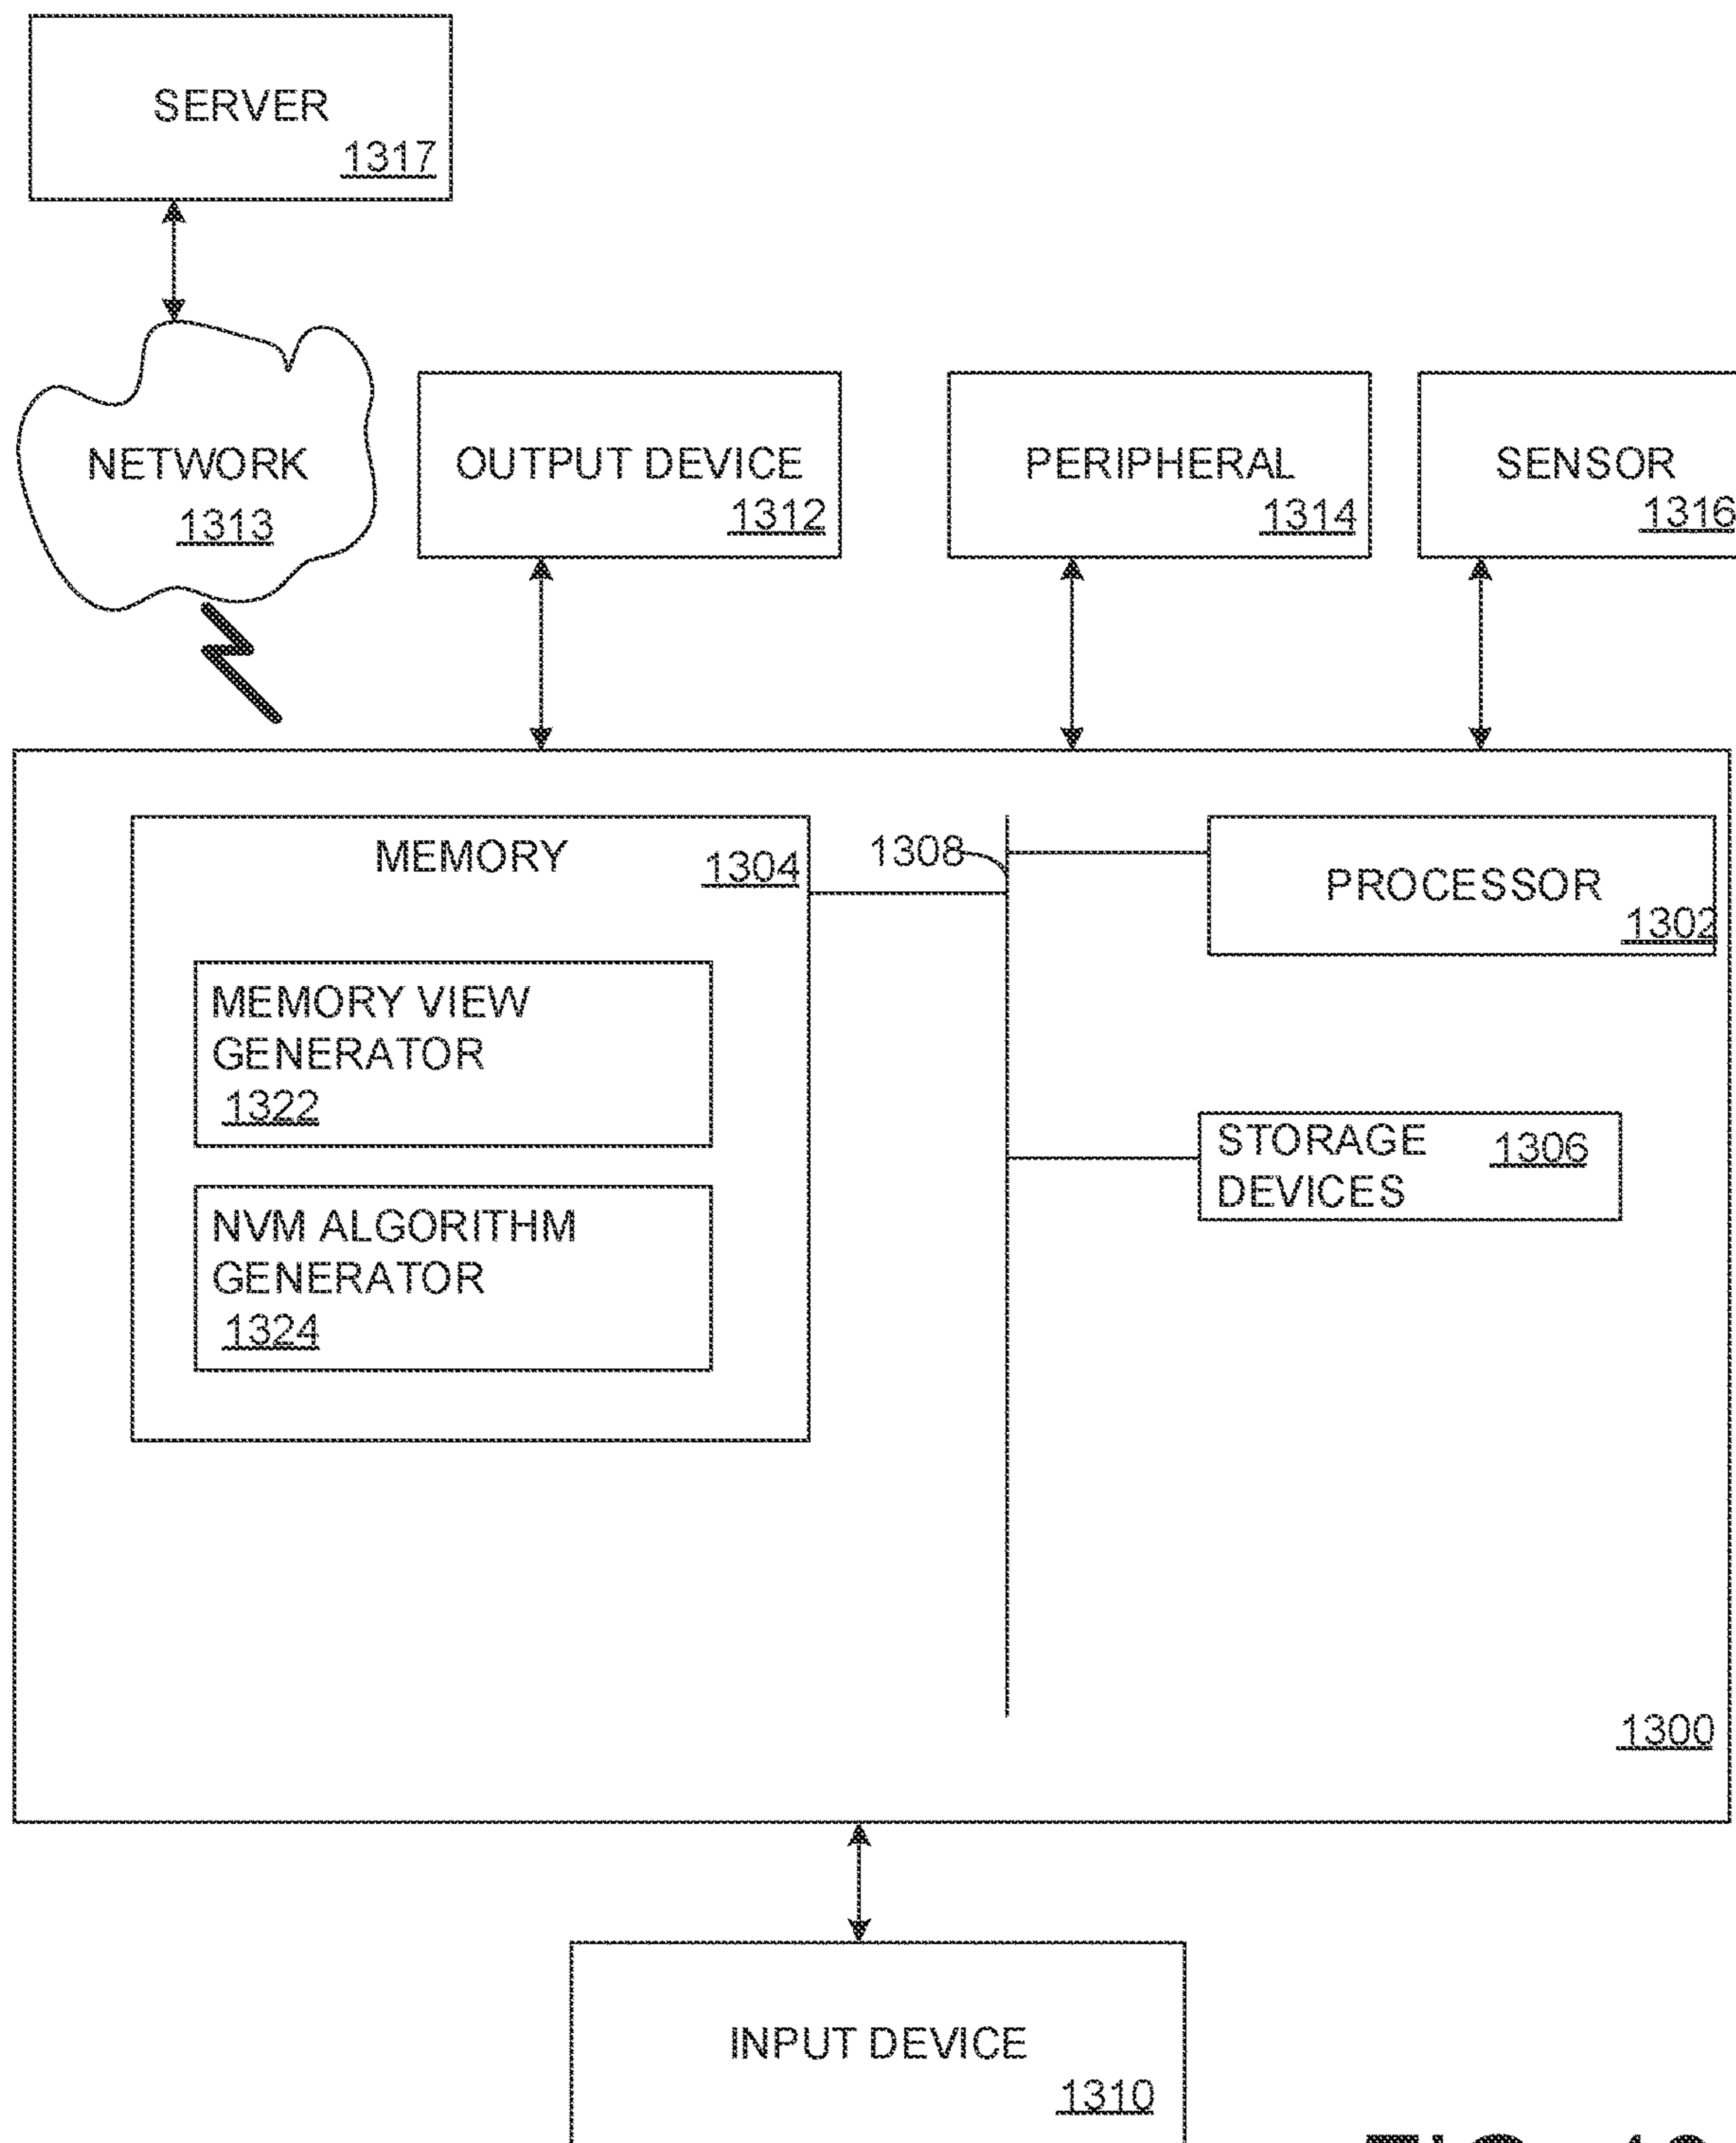 SERVER
1317
NETWORK
1313
OUTPUT DEVICE
1312
PERIPHERAL
1314
SENSOR
1316
MEMORY
1304
1308
PROCESSOR
1302
MEMORY VIEW
GENERATOR
1322
STORAGE
DEVICES
1306
NVM ALGORITHM
GENERATOR
1324
1300
INPUT DEVICE
1310